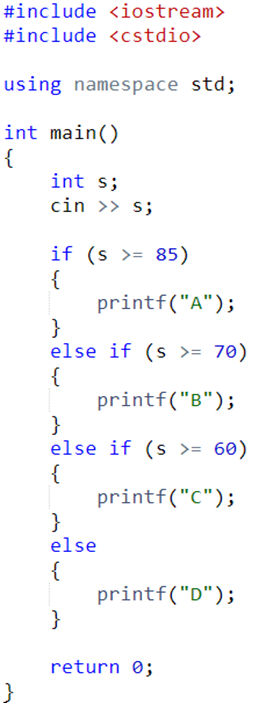 #include <iostream>
#include <cstdio>

using namespace std;

int main()
{
    int s;
    cin >> s;

    if (s >= 85)
    {
        printf("A");
    }
    else if (s >= 70)
    {
        printf("B");
    }
    else if (s >= 60)
    {
        printf("C");
    }
    else
    {
        printf("D");
    }

    return 0;
}